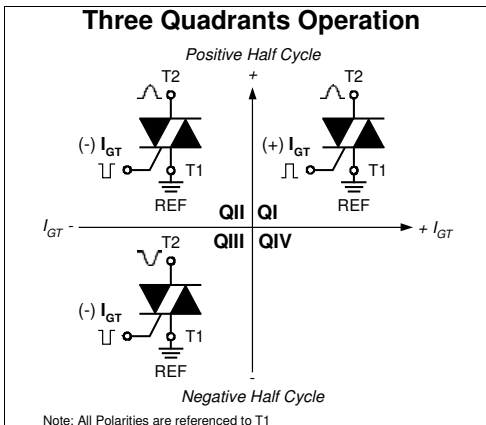 Three Quadrants Operation
Positive Half Cycle
+
T2
T2
(-) IGT
(+) IGT
T1
T1
REF
REF
QII QI
IGT -
+ IGT
QIII QIV
T2
(-) IGT
T1
REF
-
Negative Half Cycle
Note: All Polarities are referenced to T1